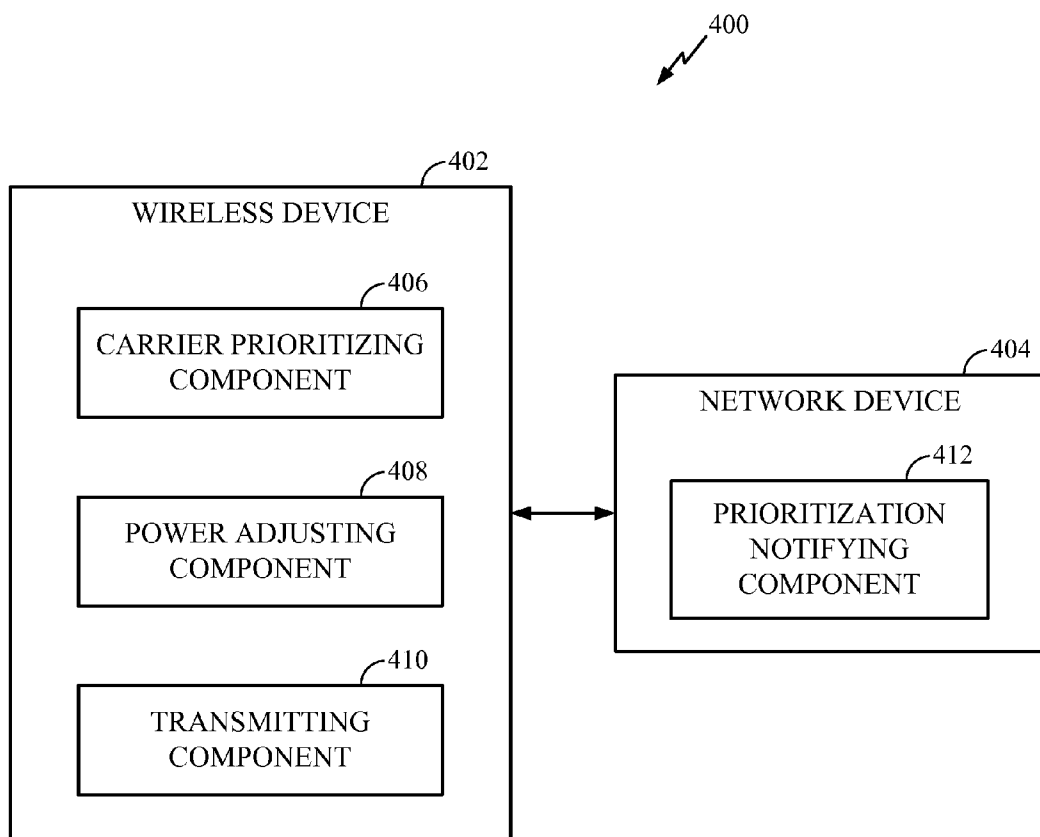 400
402
WIRELESS DEVICE
406
CARRIER PRIORITIZING
COMPONENT
408
POWER ADJUSTING
COMPONENT
410
TRANSMITTING
COMPONENT
404
NETWORK DEVICE
412
PRIORITIZATION
NOTIFYING
COMPONENT